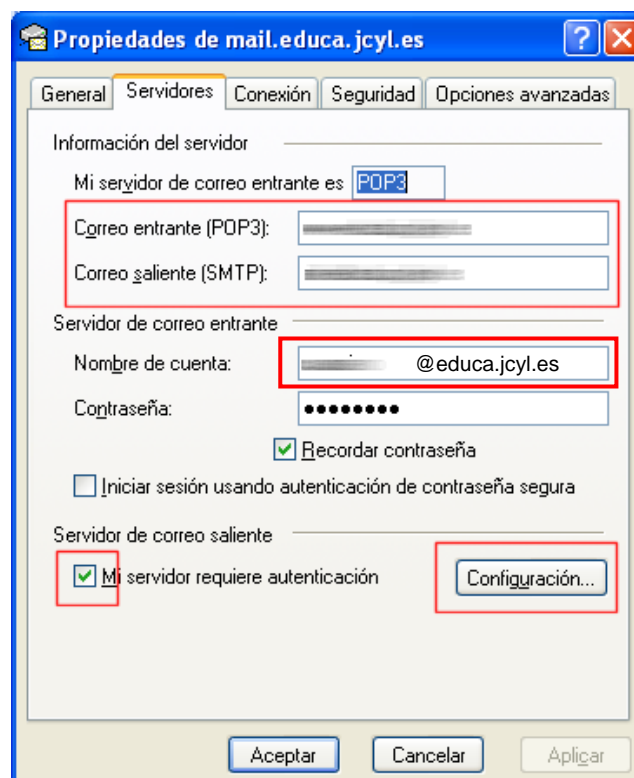 Propiedades de mail.educa.jcyl.es
General Servidores Conexión Seguridad Opciones avanzadas
Información del servidor
Mi servidor de correo entrante es POP3
Correo entrante (POP3):
Correo saliente (SMTP):
Servidor de correo entrante
Nombre de cuenta: @educa.jcyl.es
Contraseña: ●●●●●●●●
Recordar contraseña
Iniciar sesión usando autenticación de contraseña segura
Servidor de correo saliente
Mi servidor requiere autenticación Configuración...
Aceptar Cancelar Aplicar